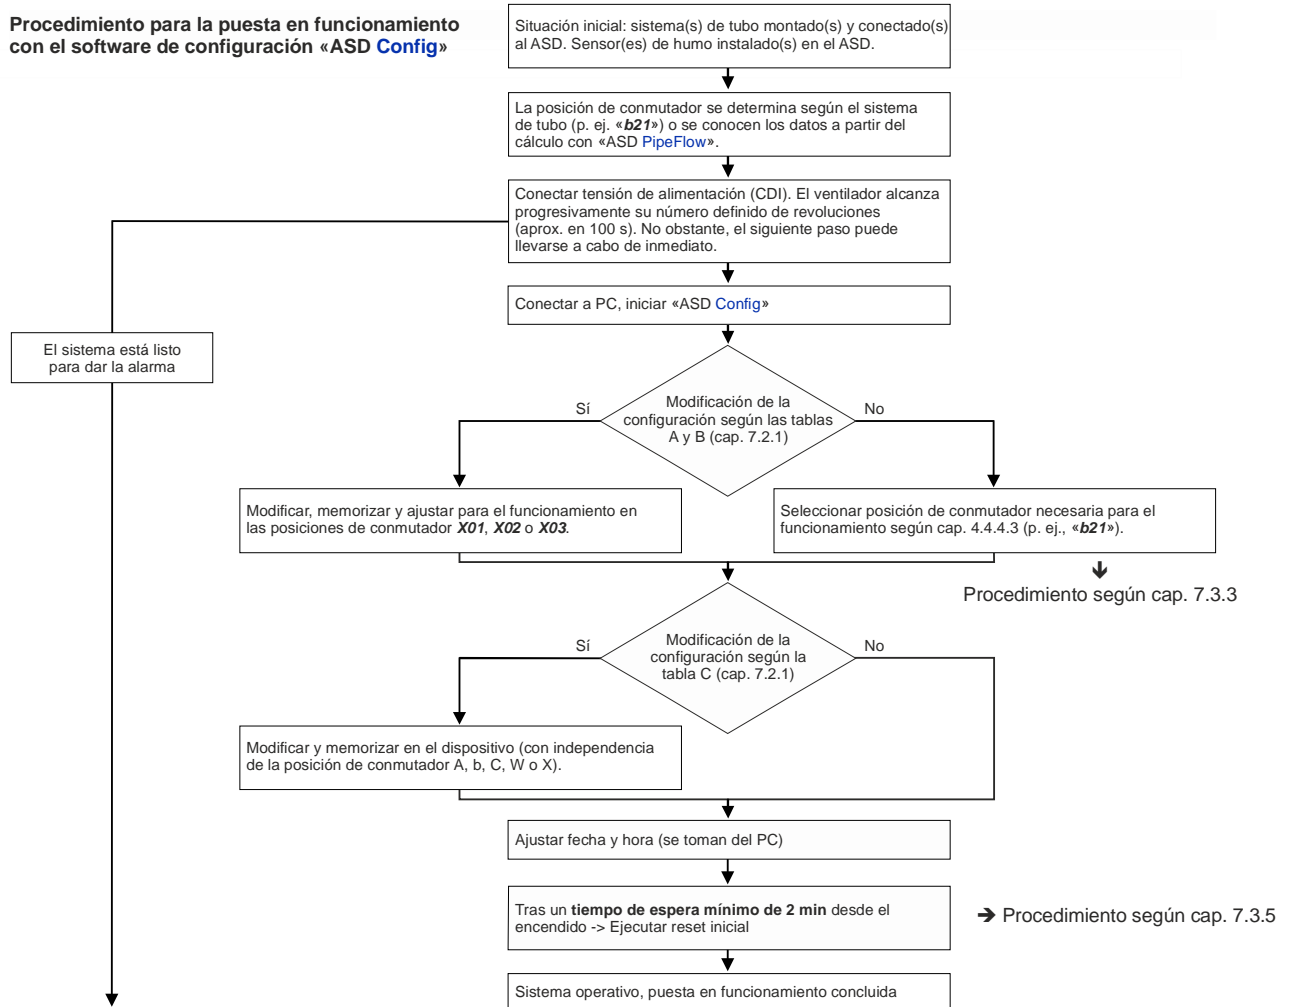 Procedimiento para la puesta en funcionamiento
con el software de configuración «ASD Config»
Situación inicial: sistema(s) de tubo montado(s) y conectado(s)
al ASD. Sensor(es) de humo instalado(s) en el ASD.
La posición de conmutador se determina según el sistema
de tubo (p. ej. «b21») o se conocen los datos a partir del
cálculo con «ASD PipeFlow».
Conectar tensión de alimentación (CDI). El ventilador alcanza
progresivamente su número definido de revoluciones
(aprox. en 100 s). No obstante, el siguiente paso puede
llevarse a cabo de inmediato.
Conectar a PC, iniciar «ASD Config»
El sistema está listo
para dar la alarma
Sí
Modificación de la
configuración según las tablas
A y B (cap. 7.2.1)
No
Modificar, memorizar y ajustar para el funcionamiento en
las posiciones de conmutador X01, X02 o X03.
Seleccionar posición de conmutador necesaria para el
funcionamiento según cap. 4.4.4.3 (p. ej., «b21»).
Procedimiento según cap. 7.3.3
Sí
Modificación de la
configuración según la
tabla C (cap. 7.2.1)
No
Modificar y memorizar en el dispositivo (con independencia
de la posición de conmutador A, b, C, W o X).
Ajustar fecha y hora (se toman del PC)
Tras un tiempo de espera mínimo de 2 min desde el
encendido -> Ejecutar reset inicial
➔ Procedimiento según cap. 7.3.5
Sistema operativo, puesta en funcionamiento concluida